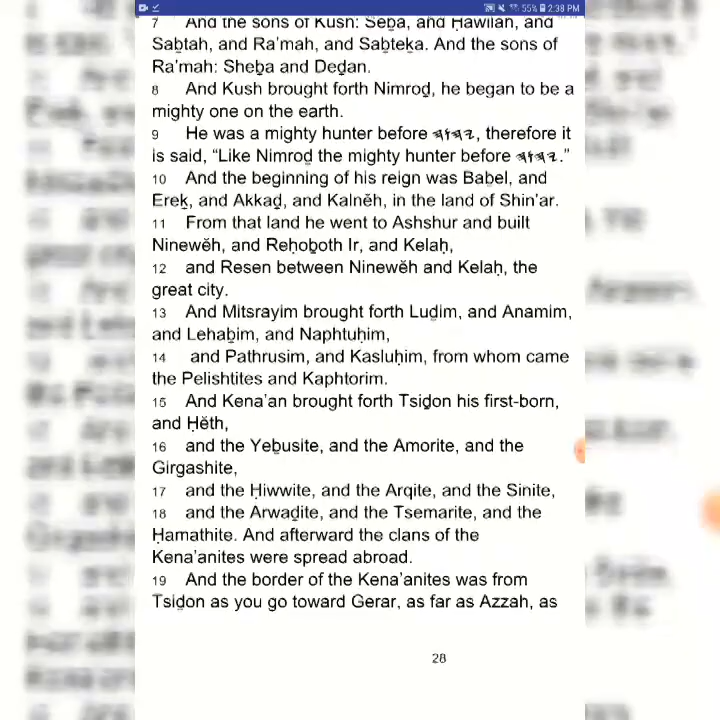 55% 2:38 PM
7 And the sons of Kush: Seḇa, and Ḥawilah, and
Saḇtah, and Ra’mah, and Saḇteḵa. And the sons of
Ra’mah: Sheḇa and Deḏan.
8 And Kush brought forth Nimroḏ, he began to be a
mighty one on the earth.
9 He was a mighty hunter before 𐤉𐤄𐤅𐤄, therefore it
is said, “Like Nimroḏ the mighty hunter before 𐤉𐤄𐤅𐤄.”
10 And the beginning of his reign was Baḇel, and
Ereḵ, and Akkaḏ, and Kalnĕh, in the land of Shin’ar.
11 From that land he went to Ashshur and built
Ninewĕh, and Reḥoḇoth Ir, and Kelaḥ,
12 and Resen between Ninewĕh and Kelaḥ, the
great city.
13 And Mitsrayim brought forth Luḏim, and Anamim,
and Lehaḇim, and Naphtuḥim,
14 and Pathrusim, and Kasluḥim, from whom came
the Pelishtites and Kaphtorim.
15 And Kena’an brought forth Tsiḏon his first-born,
and Ḥĕth,
16 and the Yeḇusite, and the Amorite, and the
Girgashite,
17 and the Ḥiwwite, and the Arqite, and the Sinite,
18 and the Arwaḏite, and the Tsemarite, and the
Ḥamathite. And afterward the clans of the
Kena’anites were spread abroad.
19 And the border of the Kena’anites was from
Tsiḏon as you go toward Gerar, as far as Azzah, as
28